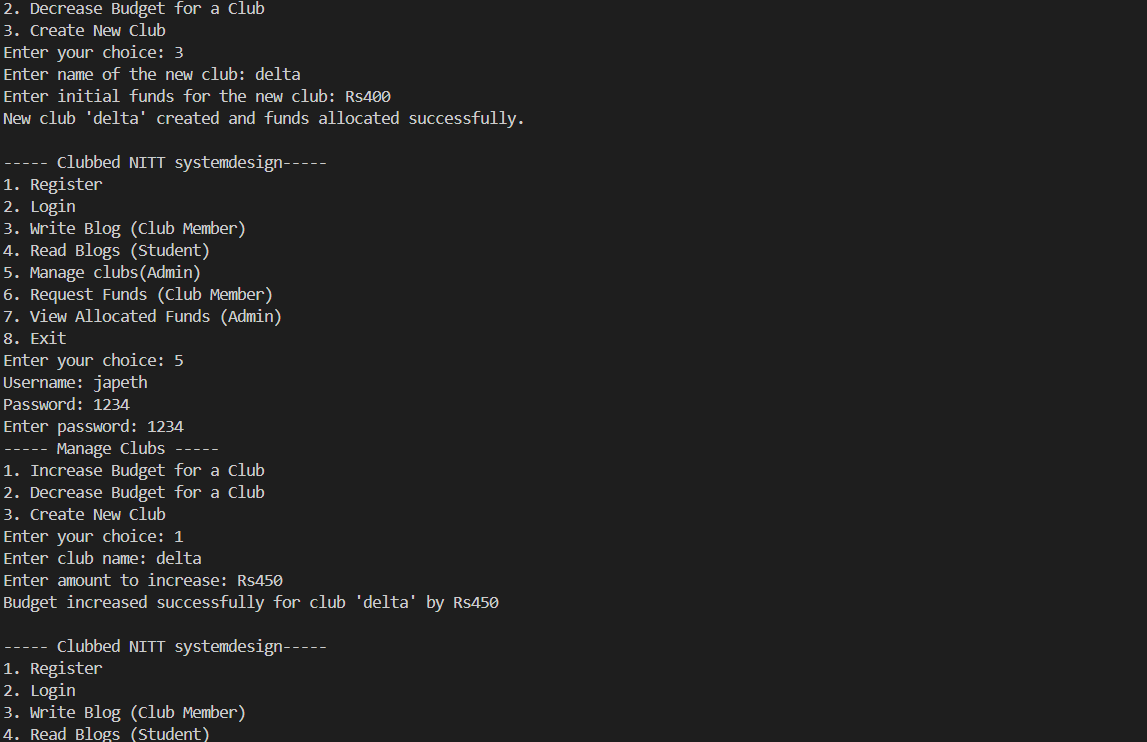 2. Decrease Budget for a Club
3. Create New Club
Enter your choice: 3
Enter name of the new club: delta
Enter initial funds for the new club: Rs400
New club 'delta' created and funds allocated successfully.
----- Clubbed NITT systemdesign-----
1. Register
2. Login
3. Write Blog (Club Member)
4. Read Blogs (Student)
5. Manage clubs(Admin)
6. Request Funds (Club Member)
7. View Allocated Funds (Admin)
8. Exit
Enter your choice: 5
Username: japeth
Password: 1234
Enter password: 1234
----- Manage Clubs -----
1. Increase Budget for a Club
2. Decrease Budget for a Club
3. Create New Club
Enter your choice: 1
Enter club name: delta
Enter amount to increase: Rs450
Budget increased successfully for club 'delta' by Rs450
----- Clubbed NITT systemdesign-----
1. Register
2. Login
3. Write Blog (Club Member)
4. Read Blogs (Student)